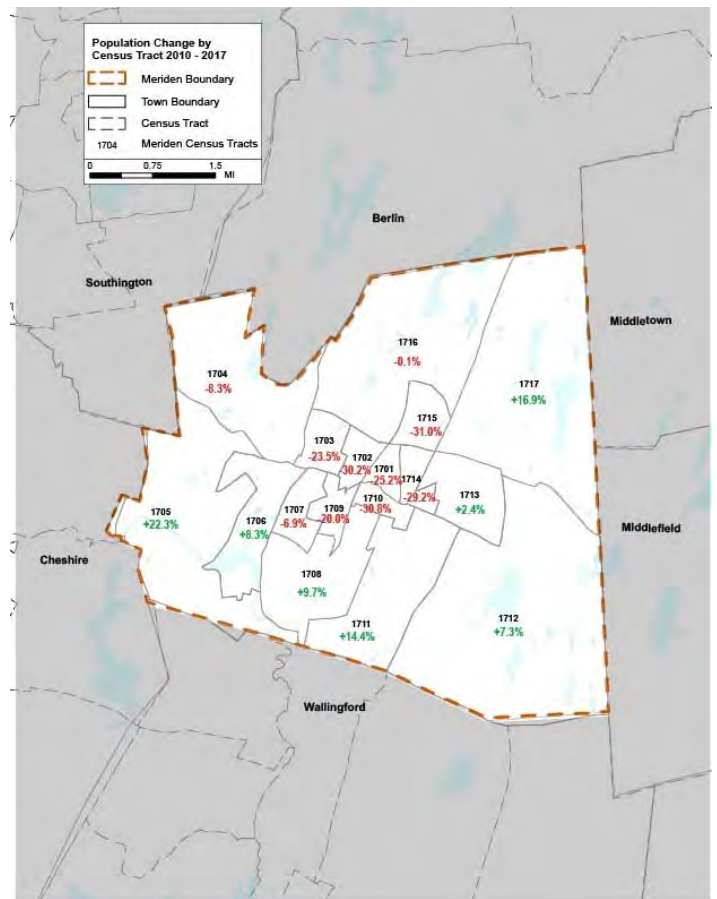 Population Change by
Census Tract 2010 - 2017
Meriden Boundary
Town Boundary
Census Tract
1704 Meriden Census Tracts
0 0.75 1.5
MI
Berlin
Southington
Middletown
1716
-0.1%
1704
-8.3%
1717
+16.9%
1715
-31.0%
1703
-23.5%
1702
-30.2%
1701
-25.2%
1714
-29.2%
1713
+2.4%
1705
+22.3%
1706
+8.3%
1707
-6.9%
1709
-20.0%
1710
-30.8%
Middlefield
Cheshire
1708
+9.7%
1711
+14.4%
1712
+7.3%
Wallingford